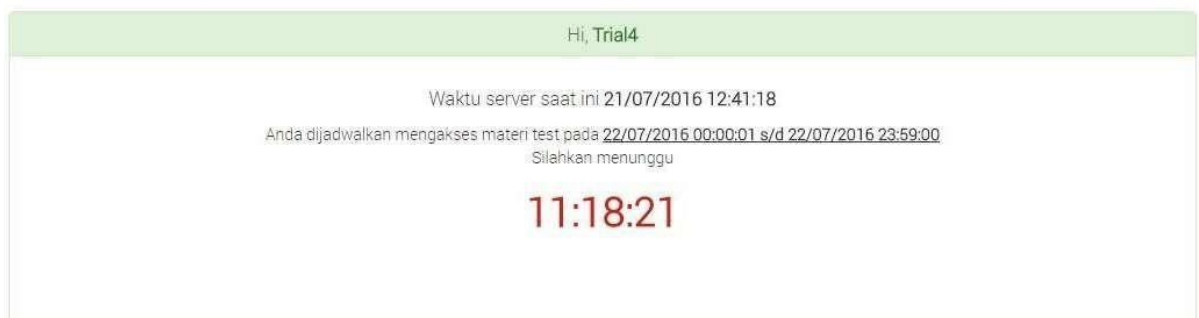 Hi, Trial4
Waktu server saat ini 21/07/2016 12:41:18
Anda dijadwalkan mengakses materi test pada 22/07/2016 00:00:01 s/d 22/07/2016 23:59:00
Silahkan menunggu
11:18:21